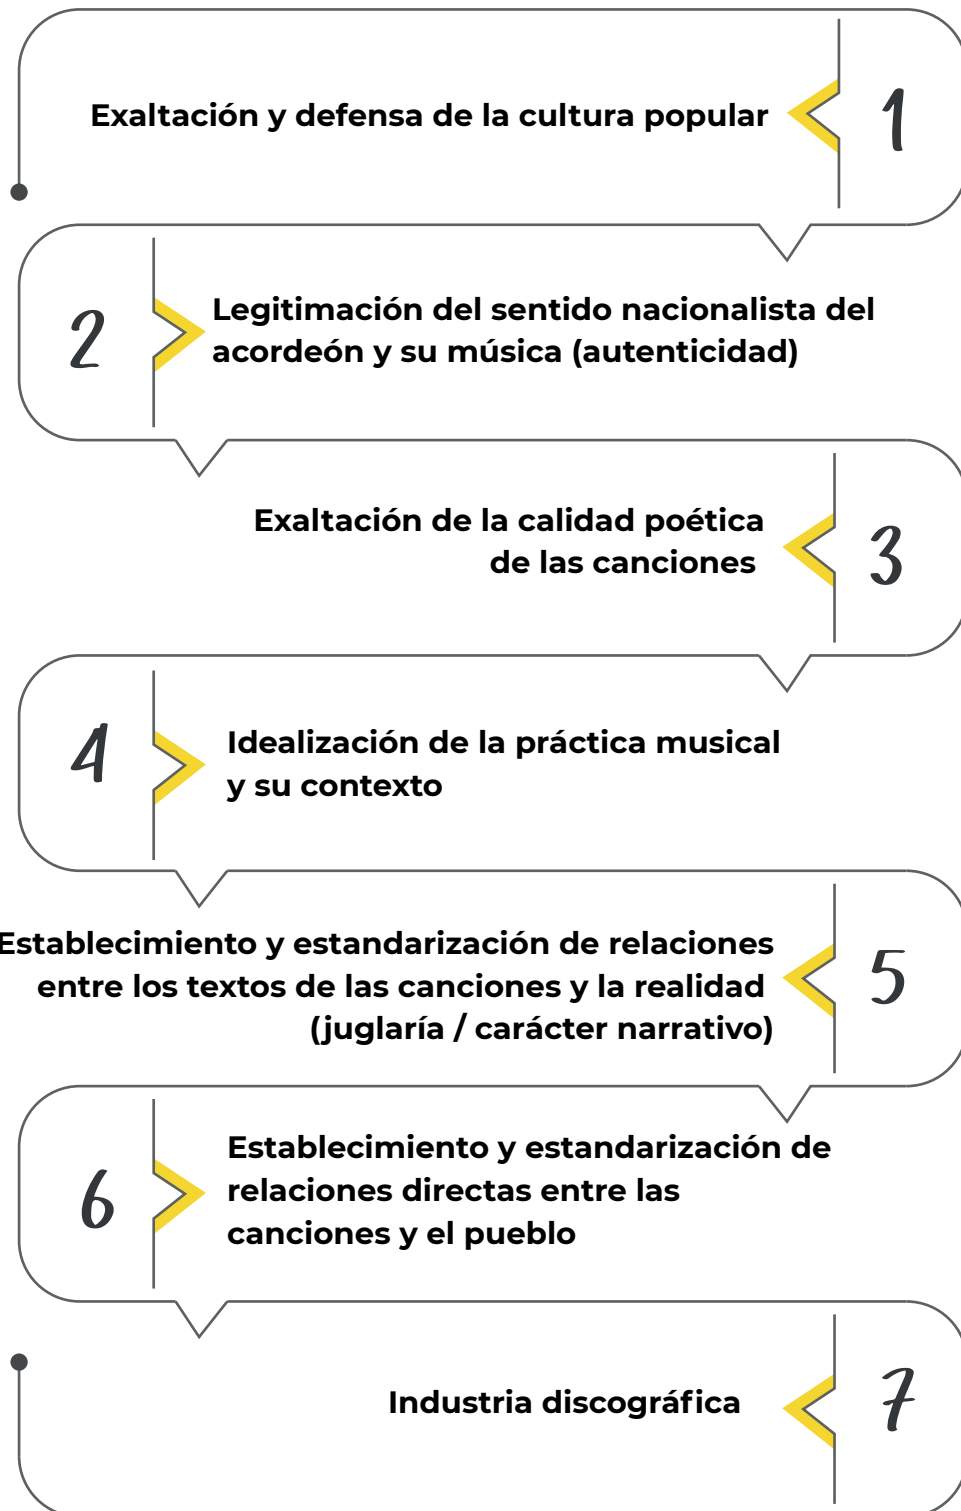 Exaltación y defensa de la cultura popular
1
2
Legitimación del sentido nacionalista del
acordeón y su música (autenticidad)
Exaltación de la calidad poética
de las canciones
3
4
Idealización de la práctica musical
y su contexto
Establecimiento y estandarización de relaciones
entre los textos de las canciones y la realidad
(juglaría / carácter narrativo)
5
6
Establecimiento y estandarización de
relaciones directas entre las
canciones y el pueblo
Industria discográfica
7